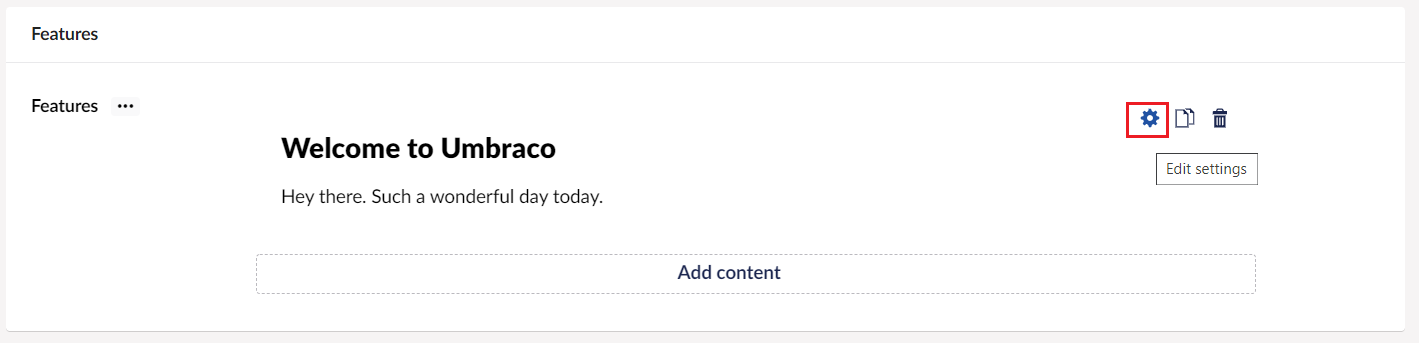 Features
Features •••
Welcome to Umbraco
Edit settings
Hey there. Such a wonderful day today.
Add content